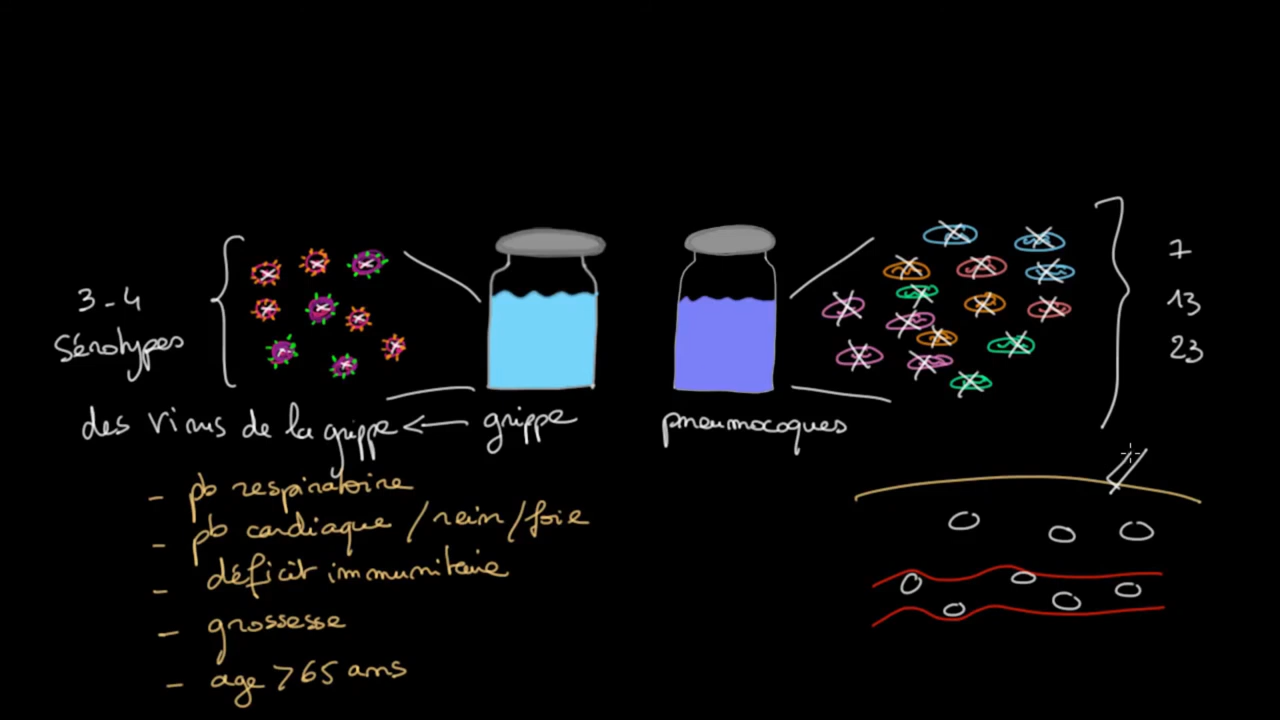 3-4
sérotypes
des virus de la grippe ← grippe
pneumocoques
7
13
23
- pb respiratoire
- pb cardiaque / rein / foie
- déficit immunitaire
- grossesse
- age > 65 ans